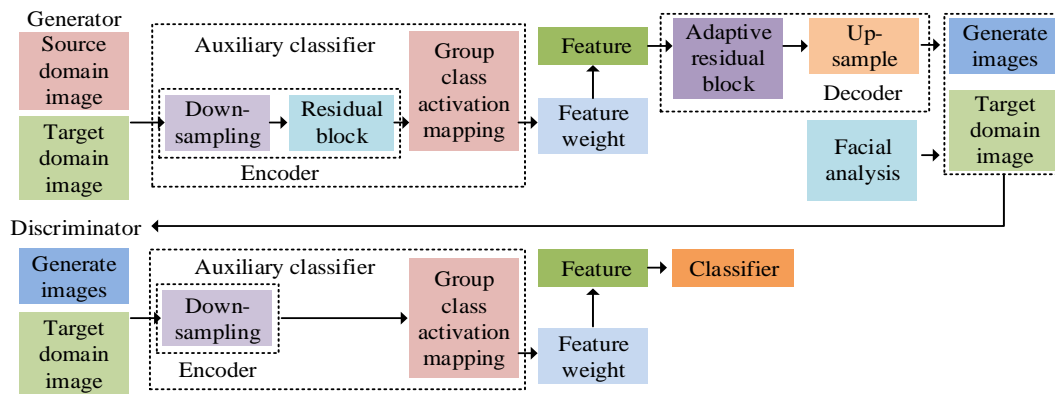 Generator
Source
domain
image
Target
domain
image
Auxiliary classifier
Down-
sampling
Residual
block
Encoder
Group
class
activation
mapping
Feature
Feature
weight
Adaptive
residual
block
Up-
sample
Decoder
Generate
images
Facial
analysis
Target
domain
image
Discriminator
Generate
images
Target
domain
image
Auxiliary classifier
Down-
sampling
Encoder
Group
class
activation
mapping
Feature
Feature
weight
Classifier